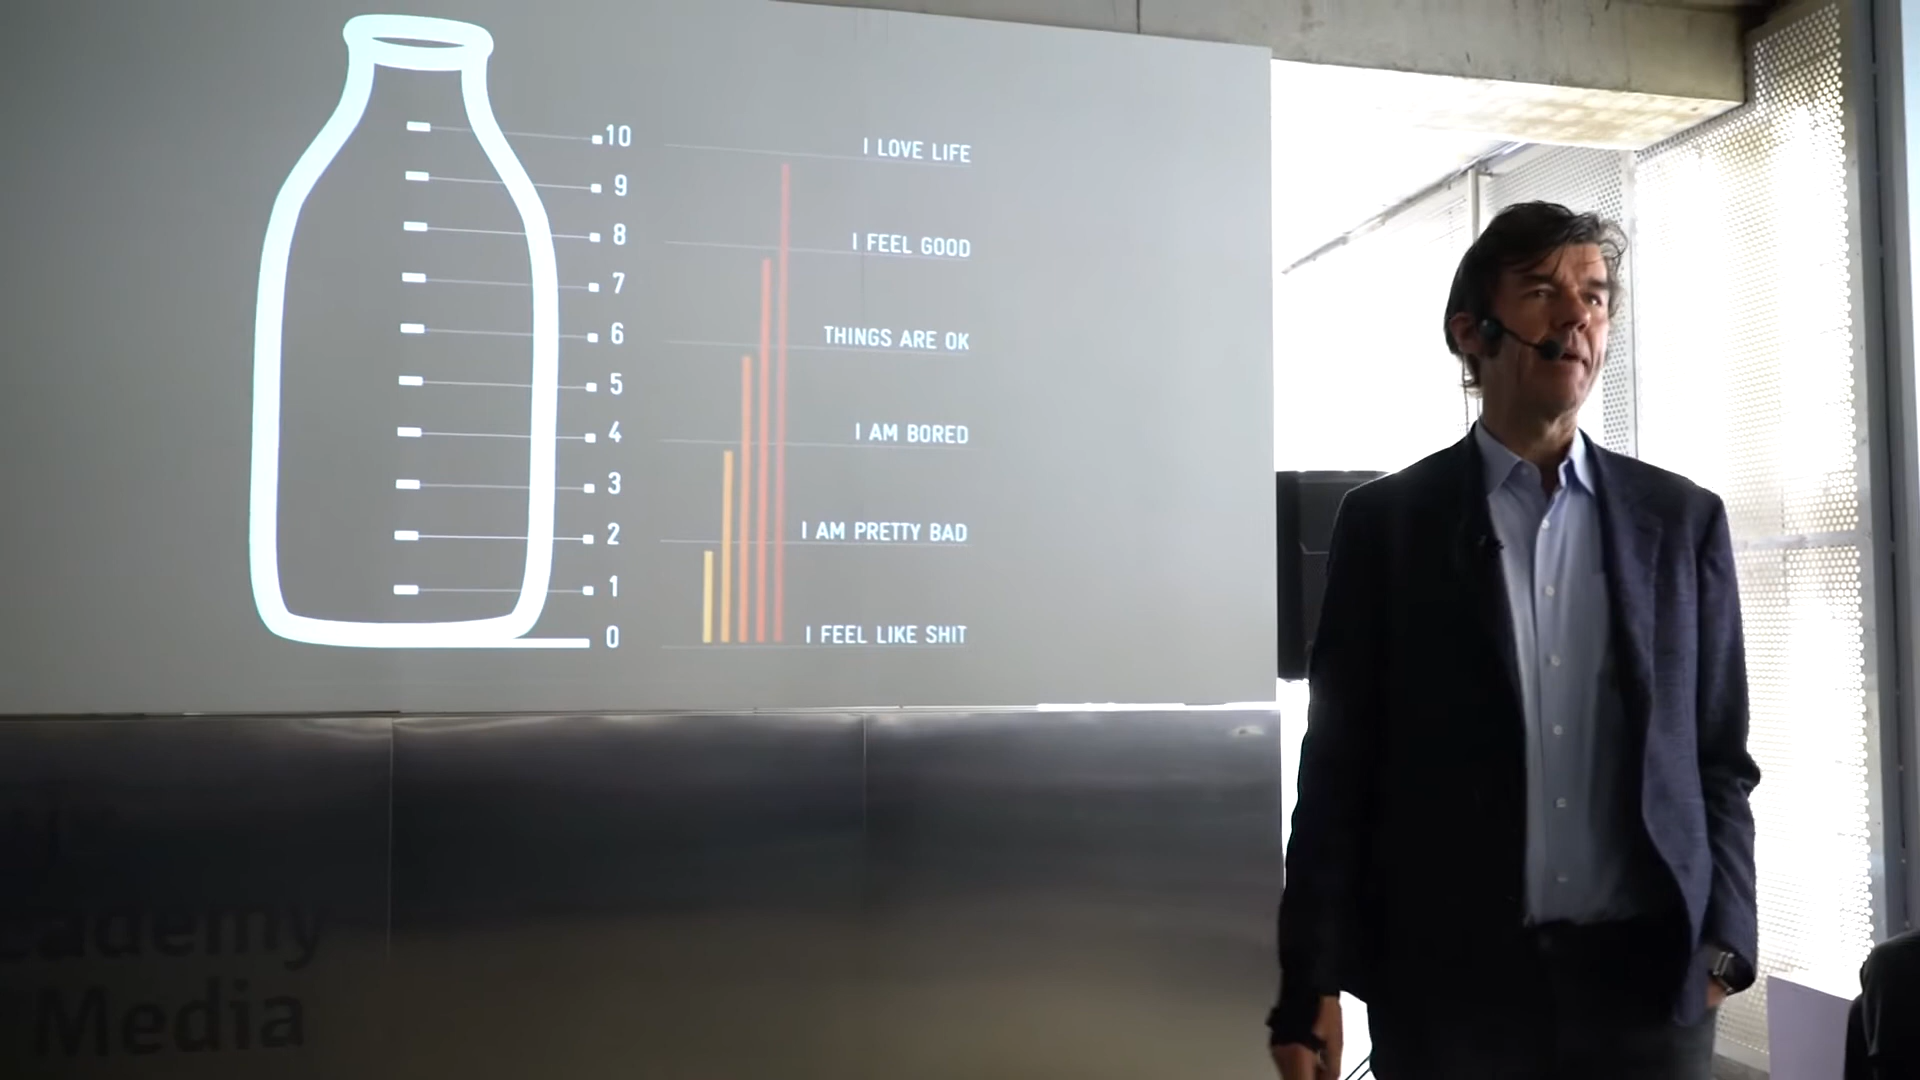 10 I LOVE LIFE
9
8 I FEEL GOOD
7
6 THINGS ARE OK
5
4 I AM BORED
3
2 I AM PRETTY BAD
1
0 I FEEL LIKE SHIT
Media